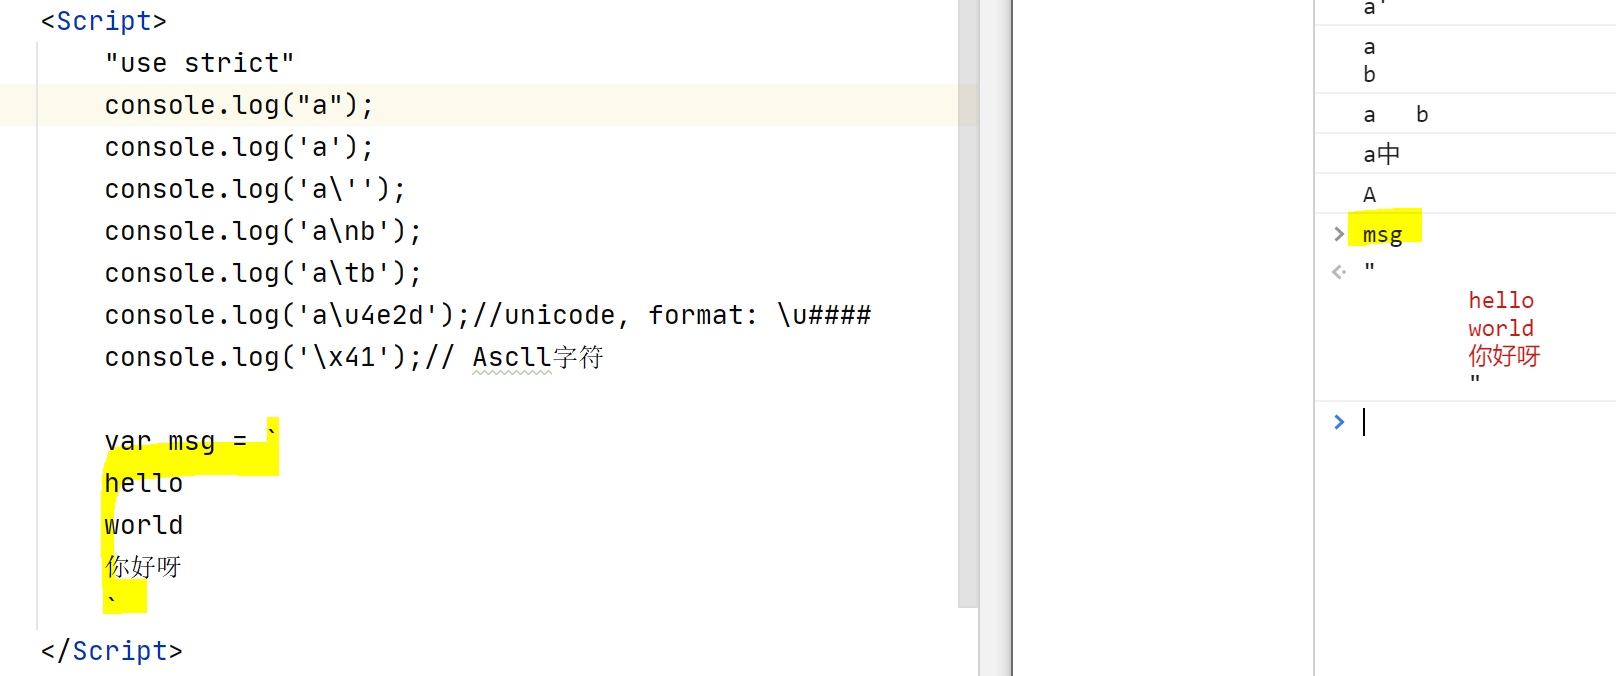 <Script>
"use strict"
console.log("a");
console.log('a');
console.log('a\'');
console.log('a\nb');
console.log('a\tb');
console.log('a\u4e2d');//unicode, format: \u####
console.log('\x41');// Ascll字符
var msg = `
hello
world
你好呀
`
</Script>
a'
a
b
a   b
a中
A
> msg
<· "
hello
world
你好呀
"
>